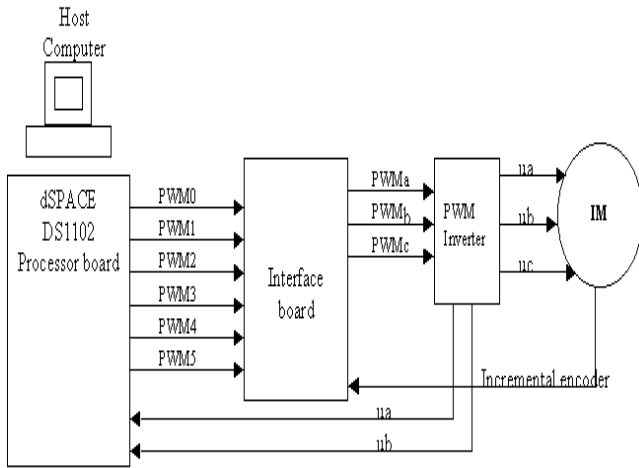 Host
Computer
dSPACE
DS1102
Processor board
PWM0
PWM1
PWM2
PWM3
PWM4
PWM5
Interface
board
PWMa
PWMb
PWMc
PWM
Inverter
ua
ub
uc
IM
Incremental encoder
ua
ub